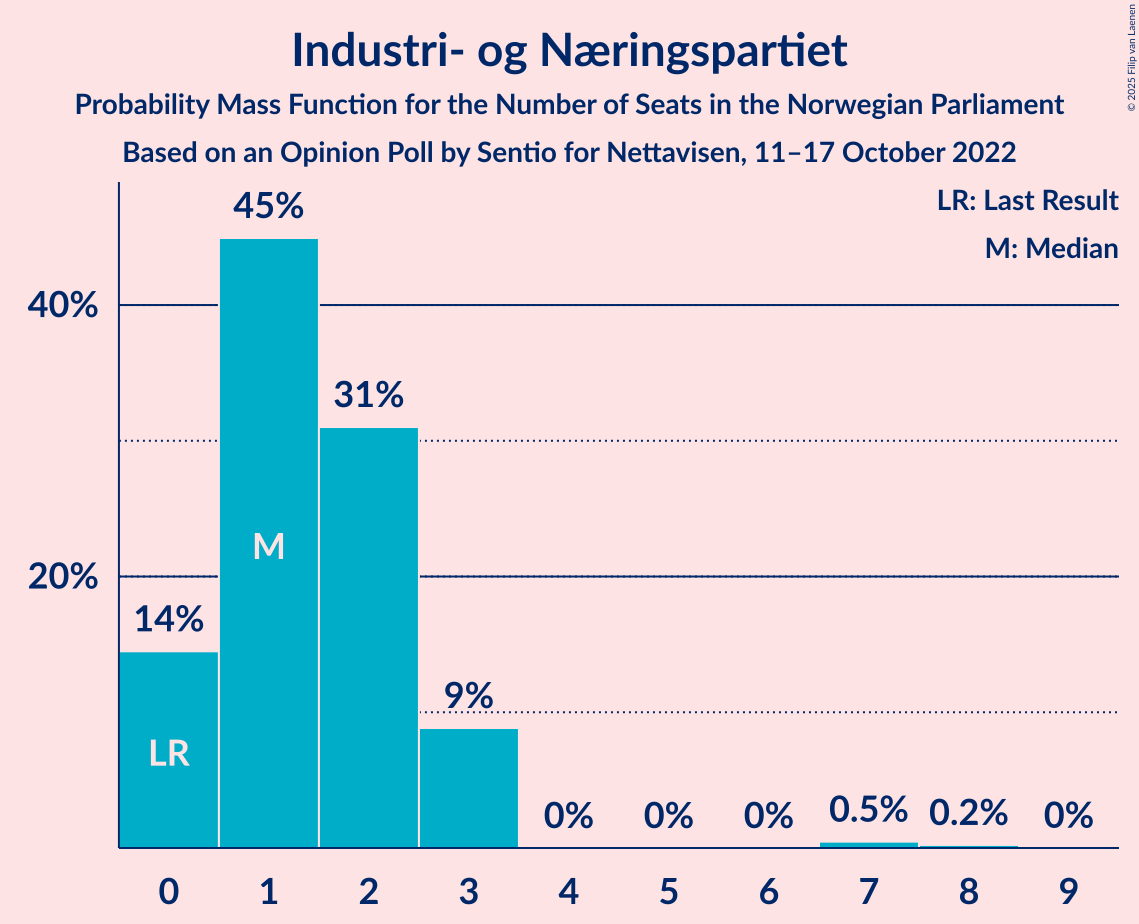 Industri- og Næringspartiet
Probability Mass Function for the Number of Seats in the Norwegian Parliament
Based on an Opinion Poll by Sentio for Nettavisen, 11–17 October 2022
© 2025 Filip van Laenen
LR: Last Result
M: Median
40%
20%
45%
31%
14%
9%
0%
0%
0%
0.5%
0.2%
0%
M
LR
0 1 2 3 4 5 6 7 8 9